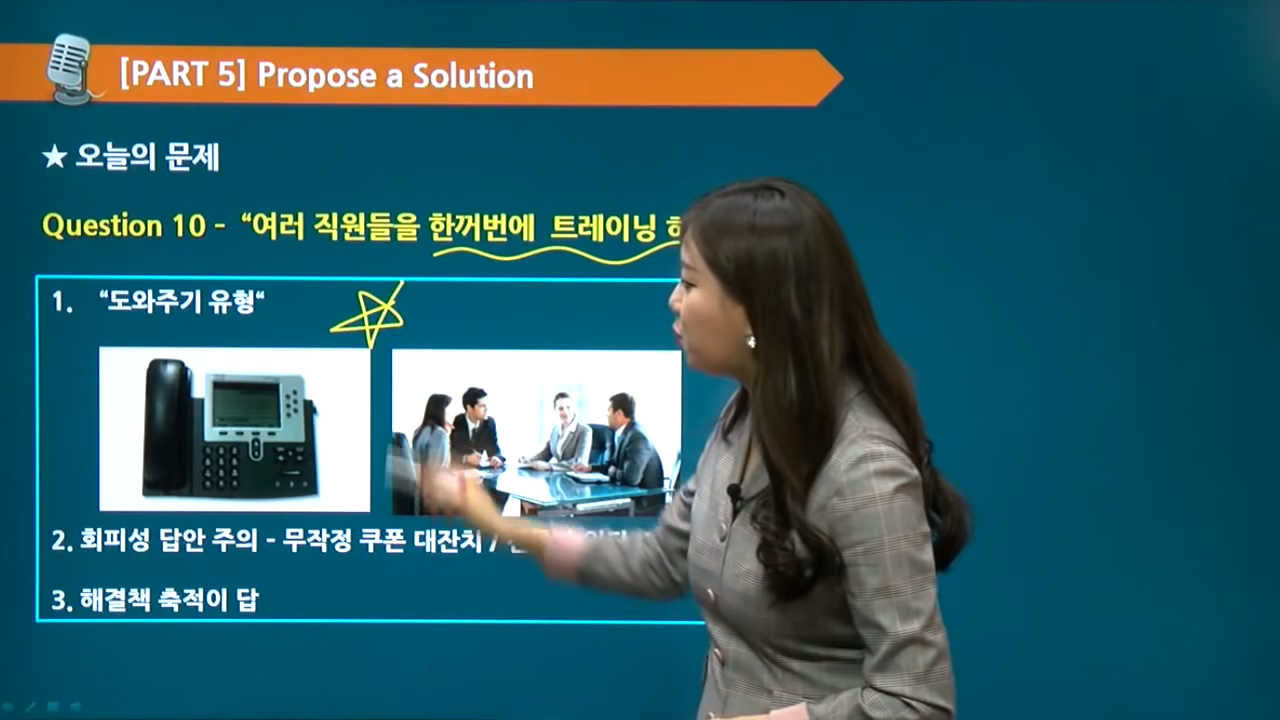 [PART 5] Propose a Solution
★ 오늘의 문제
Question 10 - “여러 직원들을 한꺼번에 트레이닝
1. “도와주기 유형“
2. 회피성 답안 주의 - 무작정 쿠폰 대잔치 /
3. 해결책 축적이 답